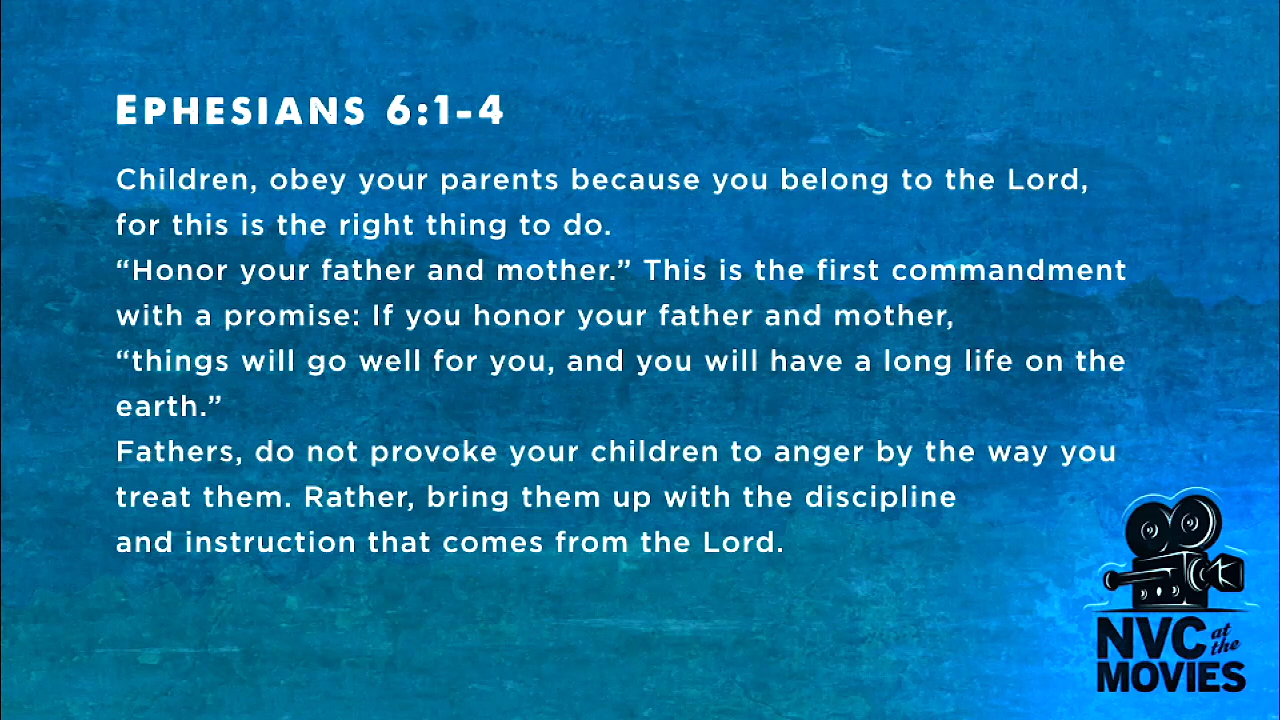 EPHESIANS 6:1-4
Children, obey your parents because you belong to the Lord,
for this is the right thing to do.
“Honor your father and mother.” This is the first commandment
with a promise: If you honor your father and mother,
“things will go well for you, and you will have a long life on the
earth.”
Fathers, do not provoke your children to anger by the way you
treat them. Rather, bring them up with the discipline
and instruction that comes from the Lord.
NVC at the
MOVIES